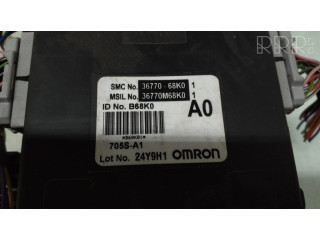 RRR
SMC No. 36770-68K0 1
MSIL No. 36770M68K0 1
ID No. B68K0
A0
705S-A1
Lot No. 24Y9H1 OMRON